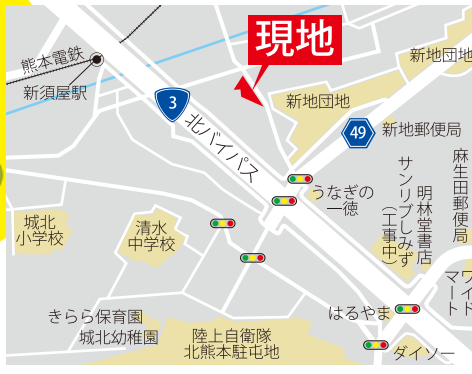 現地
熊本電鉄
新須屋駅
3
北バイパス
新地団地
新地団地
49
新地郵便局
うなぎの
一徳
麻生田郵便局
明林堂書店
サンリブしみず
（工事中）
城北
小学校
清水
中学校
ワイド
マート
はるやま
きらら保育園
城北幼稚園
陸上自衛隊
北熊本駐屯地
ダイソー